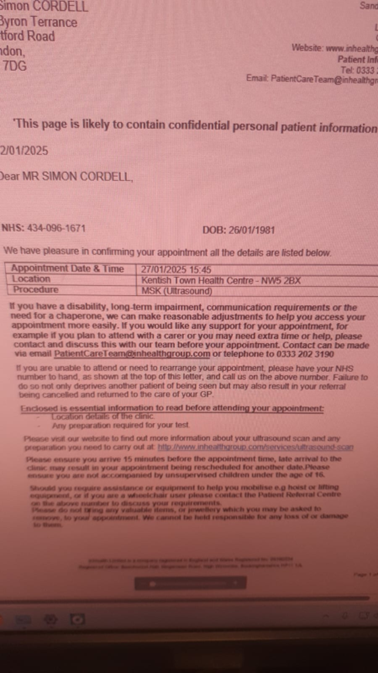 Simon CORDELL
Byron Terrance
tford Road
ndon,
7DG
Sand
Website: www.inhealthg
Patient Inf
Tel: 0333
Email: PatientCareTeam@inhealthgr
'This page is likely to contain confidential personal patient information
2/01/2025
Dear MR SIMON CORDELL,
NHS: 434-096-1671 DOB: 26/01/1981
We have pleasure in confirming your appointment all the details are listed below.
Appointment Date & Time 27/01/2025 15:45
Location Kentish Town Health Centre - NW5 2BX
Procedure MSK (Ultrasound)
If you have a disability, long-term impairment, communication requirements or the
need for a chaperone, we can make reasonable adjustments to help you access your
appointment more easily. If you would like any support for your appointment, for
example if you plan to attend with a carer or you may need extra time or help, please
contact and discuss this with our team before your appointment. Contact can be made
via email PatientCareTeam@inhealthgroup.com or telephone to 0333 202 3190
If you are unable to attend or need to rearrange your appointment, please have your NHS
number to hand, as shown at the top of this letter, and call us on the above number. Failure to
do so not only deprives another patient of being seen but may also result in your referral
being cancelled and returned to the care of your GP.
Enclosed is essential information to read before attending your appointment:
- Location details of the clinic.
- Any preparation required for your test
Please visit our website to find out more information about your ultrasound scan and any
preparation you need to carry out at: http://www.inhealthgroup.com/services/ultrasound-scan
Please ensure you arrive 15 minutes before the appointment time, late arrival to the
clinic may result in your appointment being rescheduled for another date.Please
ensure you are not accompanied by unsupervised children under the age of 16.
Should you require assistance or equipment to help you mobilise e.g hoist or lifting
equipment, or if you are a wheelchair user please contact the Patient Referral Centre
on the above number to discuss your requirements.
Please do not bring any valuable items, or jewellery which you may be asked to
remove, to your appointment. We cannot be held responsible for any loss of or damage
to them.
Page 1 of